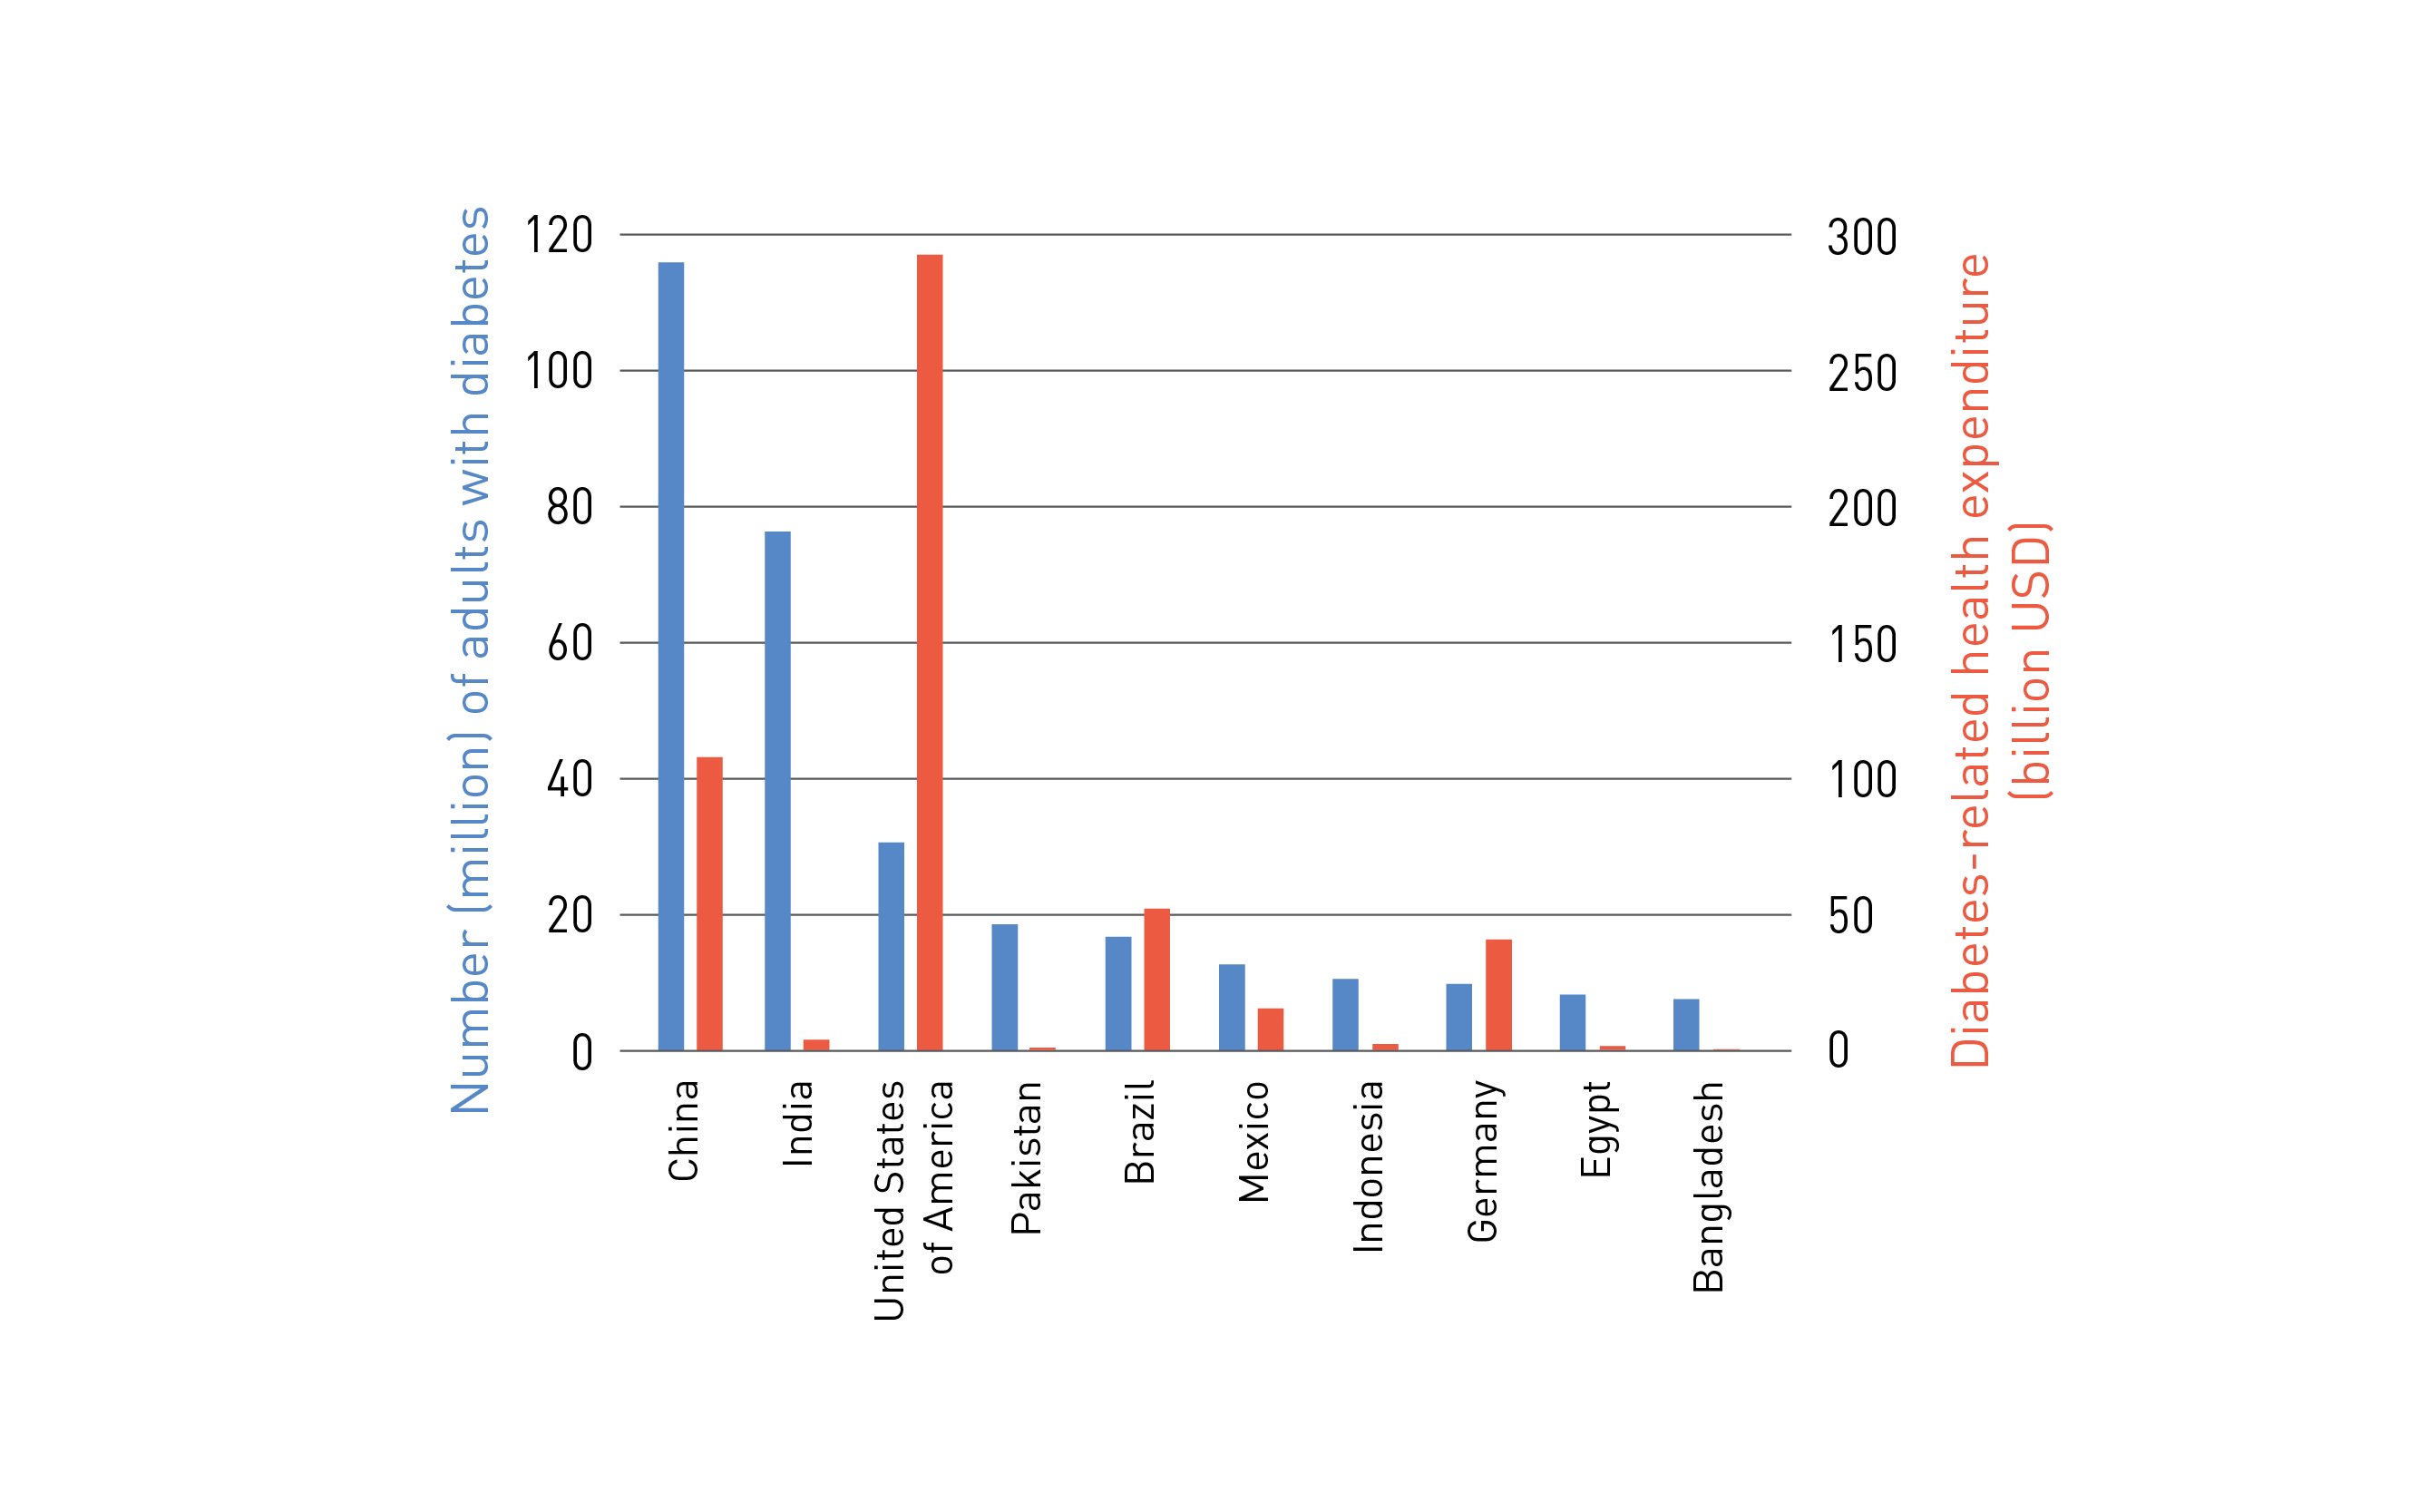 Number (million) of adults with diabetes
120
100
80
60
40
20
0
300
250
200
150
100
50
0
Diabetes-related health expenditure
(billion USD)
China
India
United States
of America
Pakistan
Brazil
Mexico
Indonesia
Germany
Egypt
Bangladesh